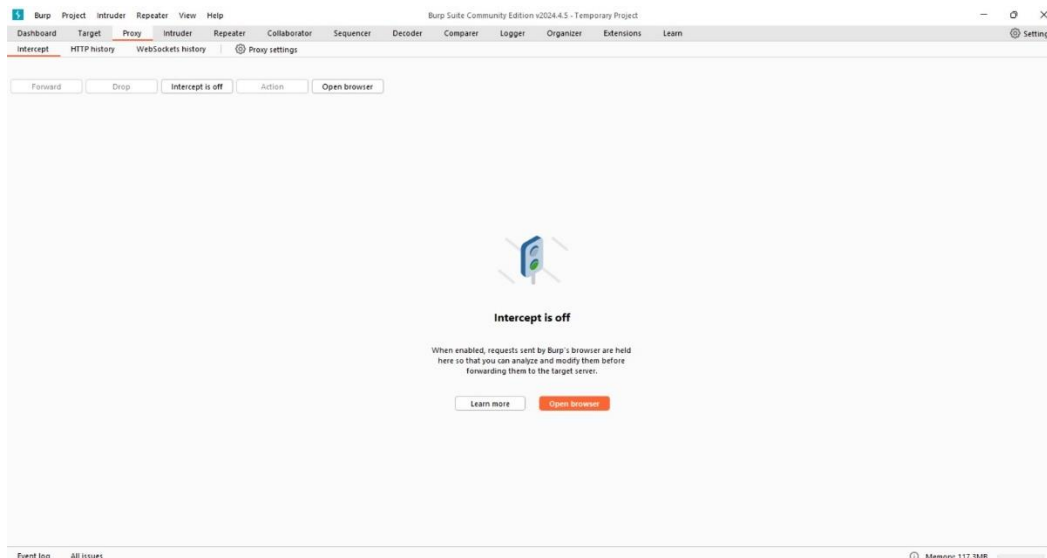 Burp Project Intruder Repeater View Help Burp Suite Community Edition v2024.4.5 - Temporary Project
Dashboard Target Proxy Intruder Repeater Collaborator Sequencer Decoder Comparer Logger Organizer Extensions Learn Setting
Intercept HTTP history WebSockets history Proxy settings
Forward Drop Intercept is off Action Open browser
Intercept is off
When enabled, requests sent by Burp's browser are held
here so that you can analyze and modify them before
forwarding them to the target server.
Learn more Open browser
Event log All issues Memory: 117.3MB